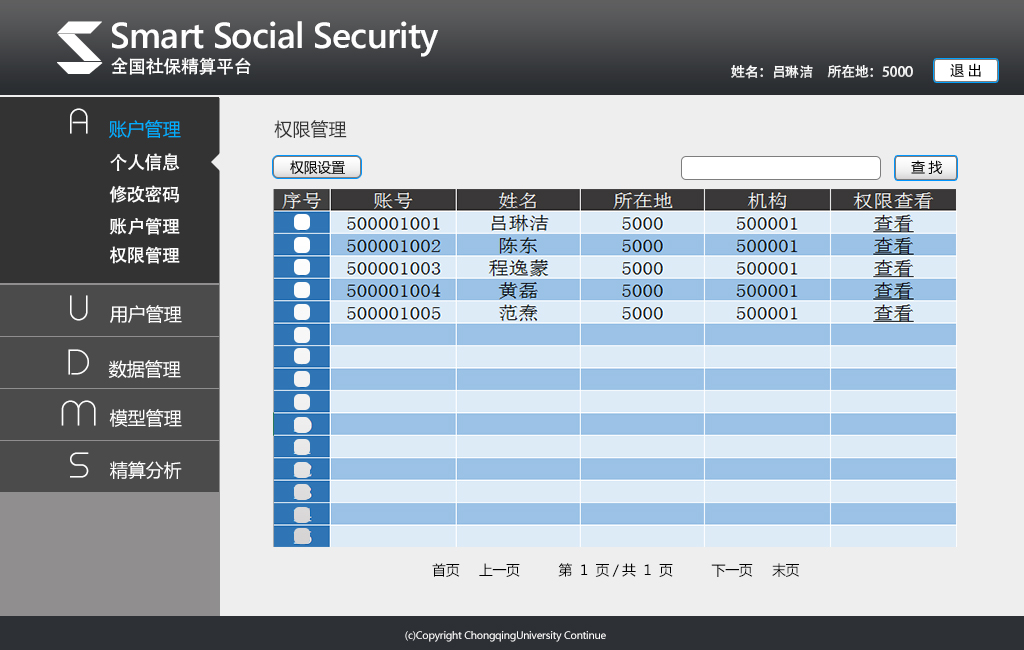 Smart Social Security
全国社保精算平台
姓名：吕琳洁 所在地：5000 退出
A 账户管理
个人信息
修改密码
账户管理
权限管理
U 用户管理
D 数据管理
M 模型管理
S 精算分析
权限管理
权限设置 查找
序号 账号 姓名 所在地 机构 权限查看
500001001 吕琳洁 5000 500001 查看
500001002 陈东 5000 500001 查看
500001003 程逸蒙 5000 500001 查看
500001004 黄磊 5000 500001 查看
500001005 范焘 5000 500001 查看
首页 上一页 第 1 页/共 1 页 下一页 末页
(c)Copyright ChongqingUniversity Continue